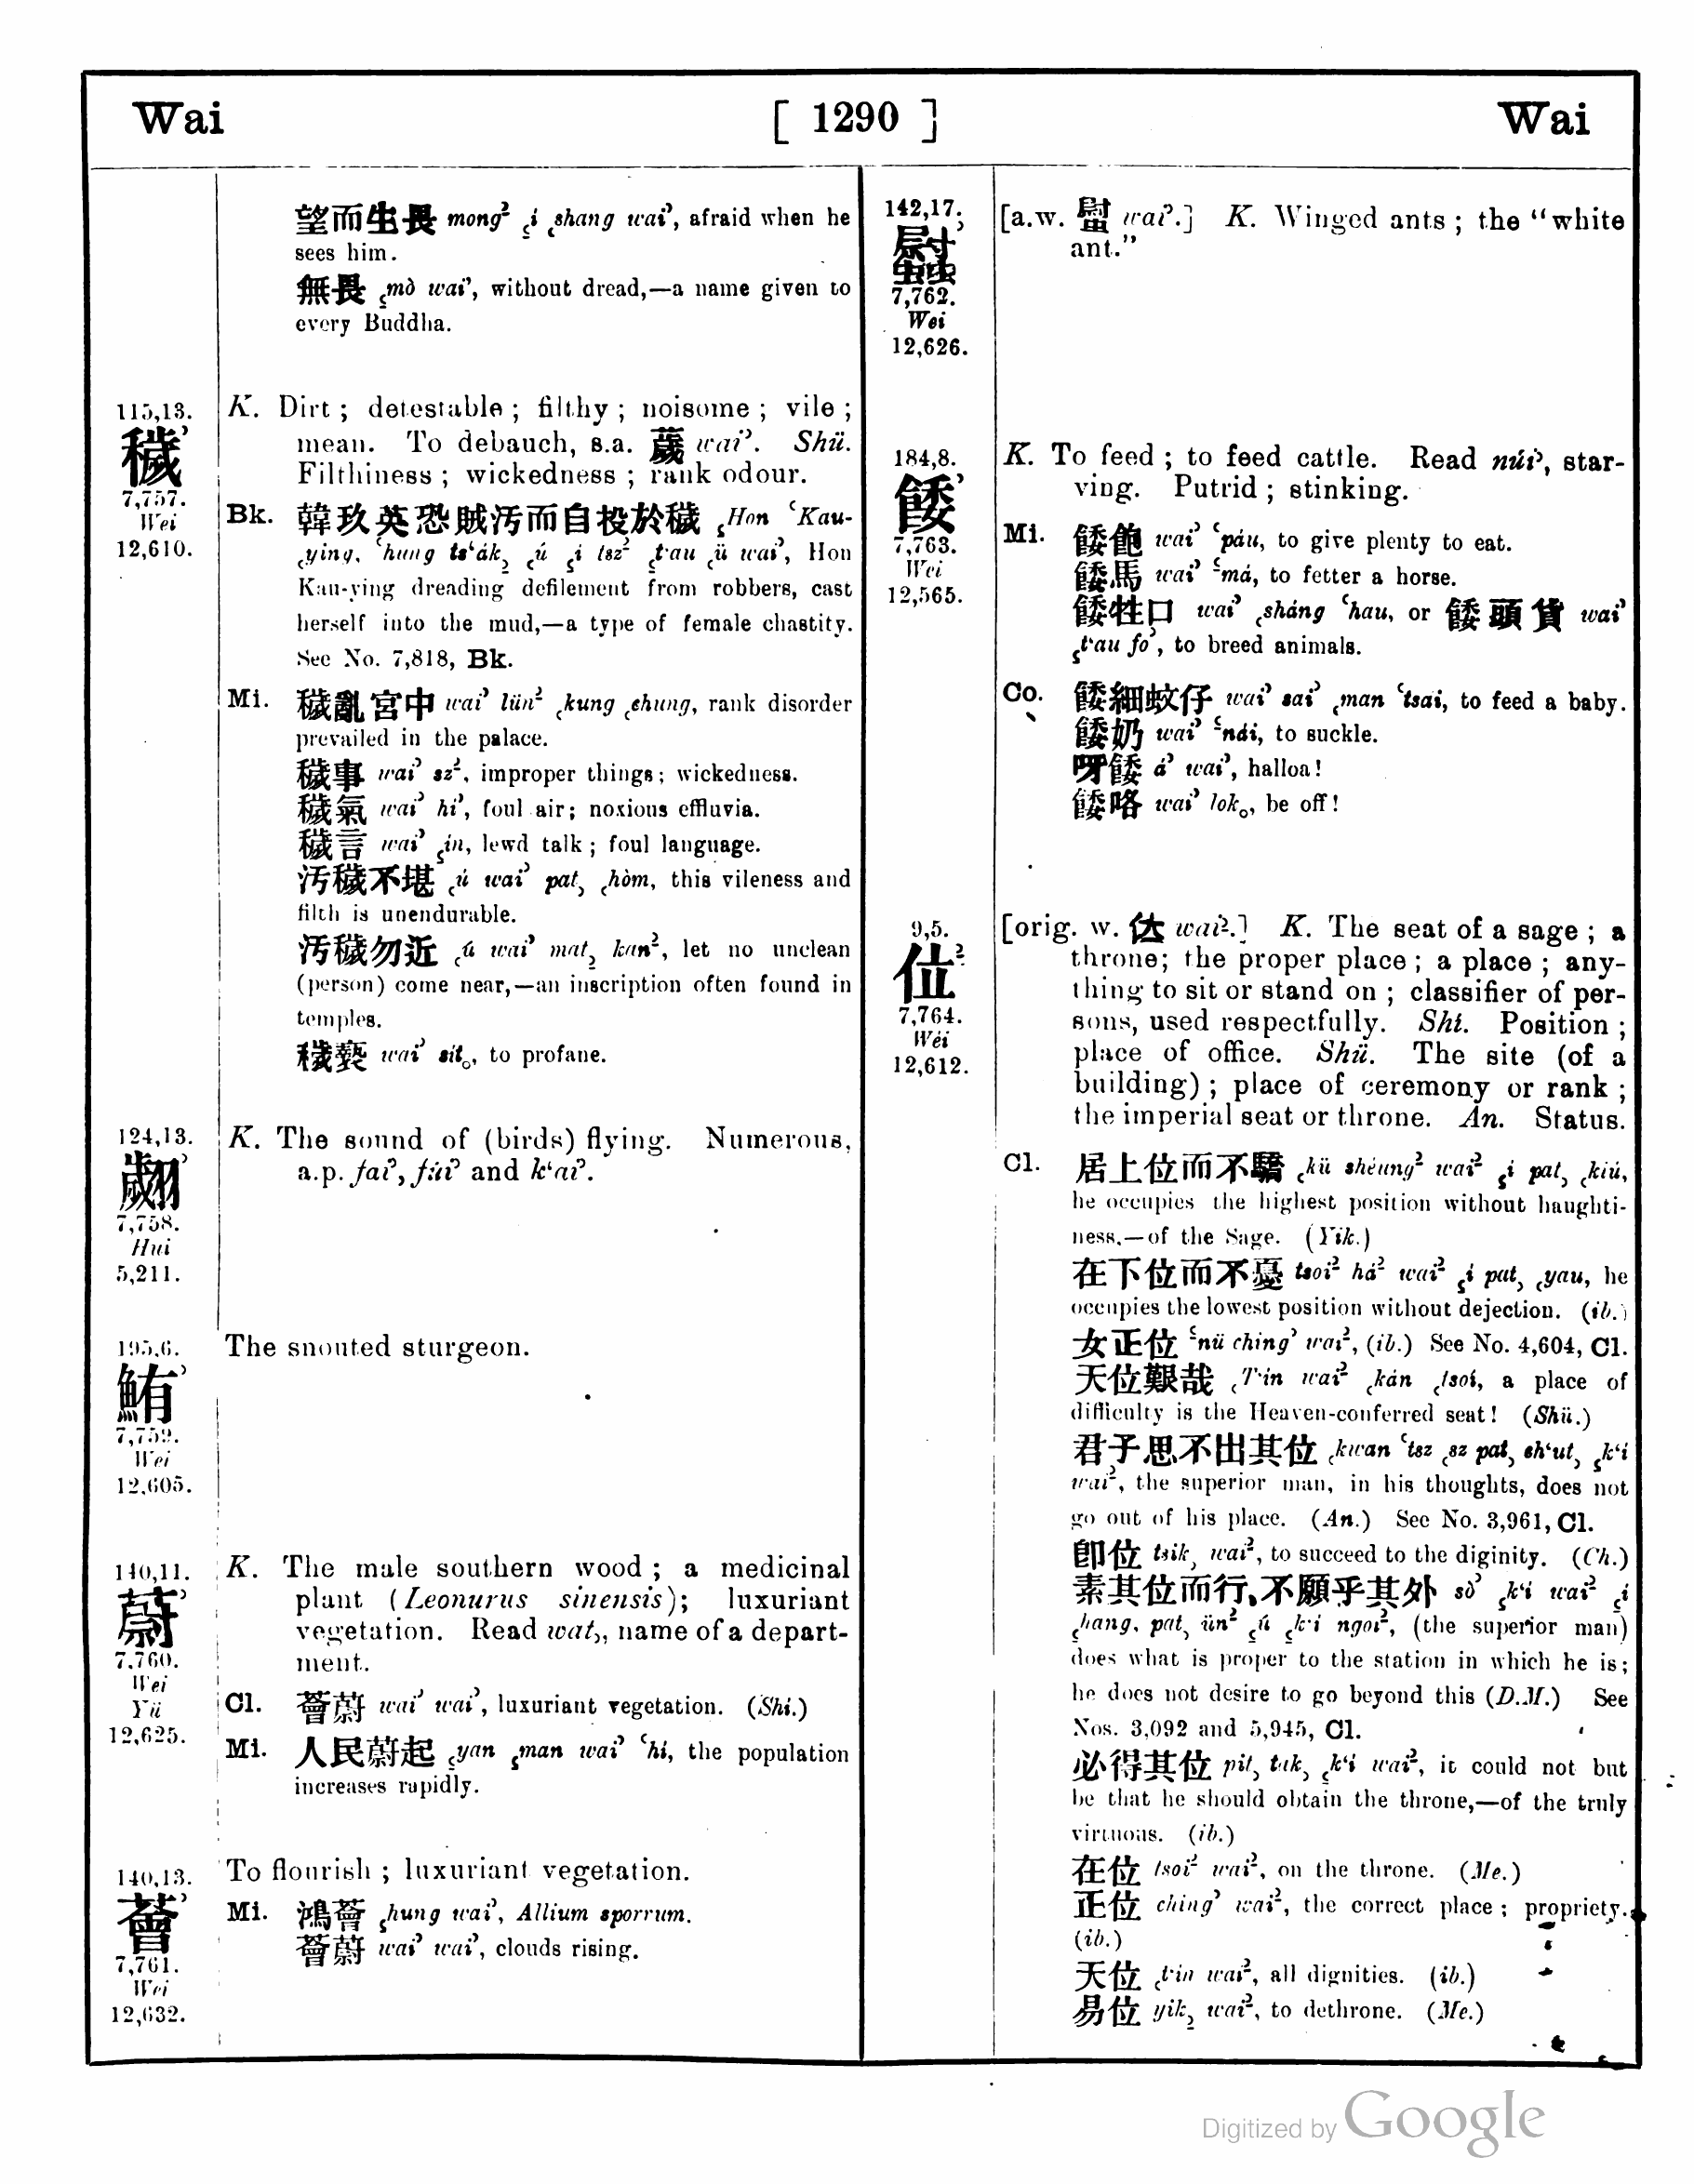 Wai
[ 1290 ]
Wai
望而生畏 mong² ꜁i ꜀shang wai꜄, afraid when he
sees him.
無畏 ꜁mò wai꜄, without dread,—a name given to
every Buddha.
115,13.
穢꜄
7,757.
Wei
12,610.
K. Dirt ; detestable ; filthy ; noisome ; vile ;
mean. To debauch, s.a. 薉 wai꜄. Shü.
Filthiness ; wickedness ; rank odour.
Bk. 韓玖英恐賊汚而自投於穢 ꜁Hon ꜂Kau-
꜀ying, ꜂hung ts‘ák꜇ ꜀ú ꜁i tsz² ꜁t‘au ꜀ü wai꜄, Hon
Kau-ying dreading defilement from robbers, cast
herself into the mud,—a type of female chastity.
See No. 7,818, Bk.
Mi. 穢亂宮中 wai꜄ lün² ꜀kung ꜀chung, rank disorder
prevailed in the palace.
穢事 wai꜄ sz², improper things; wickedness.
穢氣 wai꜄ hí꜄, foul air; noxious effluvia.
穢言 wai꜄ ꜁ín, lewd talk ; foul language.
汚穢不堪 ꜀ú wai꜄ pat꜆ ꜀hòm, this vileness and
filth is unendurable.
汚穢勿近 ꜀ú wai꜄ mat꜇ kan², let no unclean
(person) come near,—an inscription often found in
temples.
穢褻 wai꜄ sít。, to profane.
124,13.
翽꜄
7,758.
Hui
5,211.
K. The sound of (birds) flying. Numerous,
a.p. fai꜄, fúi꜄ and k‘ai꜄.
195,6.
鮪꜄
7,759.
Wei
12,605.
The snouted sturgeon.
140,11.
蔚꜄
7,760.
Wei
Yü
12,625.
K. The male southern wood ; a medicinal
plant (Leonurus sinensis); luxuriant
vegetation. Read wat꜆, name of a depart-
ment.
Cl. 薈蔚 wai꜄ wai꜄, luxuriant vegetation. (Shí.)
Mi. 人民蔚起 ꜁yan ꜁man wai꜄ ꜂hí, the population
increases rapidly.
140,13.
薈꜄
7,761.
Wei
12,632.
To flourish ; luxuriant vegetation.
Mi. 鴻薈 ꜁hung wai꜄, Allium sporrum.
薈蔚 wai꜄ wai꜄, clouds rising.
142,17.
7,762.
Wei
12,626.
[a.w. 螱 wai꜄.] K. Winged ants ; the “white
ant.”
184,8.
餧꜄
7,763.
Wei
12,565.
K. To feed ; to feed cattle. Read núi꜄, star-
ving. Putrid ; stinking.
Mi. 餧飽 wai꜄ ꜂páu, to give plenty to eat.
餧馬 wai꜄ ꜃má, to fetter a horse.
餧牲口 wai꜄ ꜀sháng ꜂hau, or 餧頭貨 wai꜄
꜁t‘au fo꜄, to breed animals.
Co. 餧細蚊仔 wai꜄ sai꜄ ꜀man ꜂tsai, to feed a baby.
餧奶 wai꜄ ꜃nái, to suckle.
呀餧 á꜄ wai꜄, halloa!
餧咯 wai꜄ lok。, be off!
9,5.
位²
7,764.
Wéi
12,612.
[orig. w. 㐲 wai².] K. The seat of a sage ; a
throne; the proper place ; a place ; any-
thing to sit or stand on ; classifier of per-
sons, used respectfully. Shí. Position ;
place of office. Shü. The site (of a
building) ; place of ceremony or rank ;
the imperial seat or throne. An. Status.
Cl. 居上位而不驕 ꜀kü shéung² wai² ꜁i pat꜆ ꜀kiú,
he occupies the highest position without haughti-
ness,—of the Sage. (Yik.)
在下位而不憂 tsoi² há² wai² ꜁i pat꜆ ꜀yau, he
occupies the lowest position without dejection. (ib.)
女正位 ꜃nü ching꜄ wai², (ib.) See No. 4,604, Cl.
天位艱哉 ꜀T‘in wai² ꜀kán ꜀tsoi, a place of
difficulty is the Heaven-conferred seat! (Shü.)
君子思不出其位 ꜀kwan ꜂tsz ꜀sz pat꜆ ch‘ut꜆ ꜁k‘i
wai², the superior man, in his thoughts, does not
go out of his place. (An.) See No. 3,961, Cl.
卽位 tsik꜆ wai², to succeed to the diginity. (Ch.)
素其位而行,不願乎其外 sò꜄ ꜁k‘i wai² ꜁i
꜁hang, pat꜆ ün² ꜀ú ꜁k‘i ngoi², (the superior man)
does what is proper to the station in which he is;
he does not desire to go beyond this (D.M.) See
Nos. 3,092 and 5,945, Cl.
必得其位 pít꜆ tak꜆ ꜁k‘i wai², it could not but
be that he should obtain the throne,—of the truly
virtuous. (ib.)
在位 tsoi² wai², on the throne. (Me.)
正位 ching꜄ wai², the correct place ; propriety.
(ib.)
天位 ꜀t‘in wai², all dignities. (ib.)
易位 yik꜇ wai², to dethrone. (Me.)
Digitized by Google